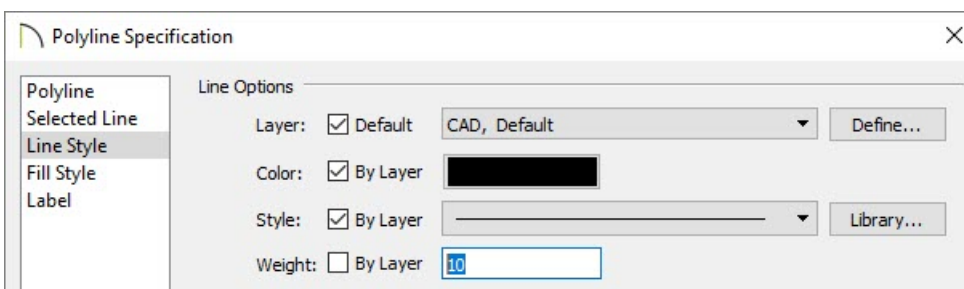 Polyline Specification
Polyline
Selected Line
Line Style
Fill Style
Label
Line Options
Layer: Default CAD, Default Define...
Color: By Layer
Style: By Layer Library...
Weight: By Layer 10